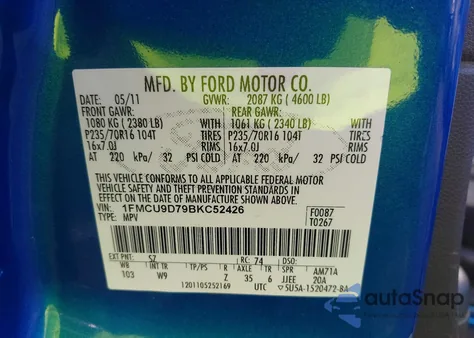 MFD. BY FORD MOTOR CO.
DATE: 05/11 GVWR: 2087 KG ( 4600 LB)
FRONT GAWR: REAR GAWR:
1080 KG ( 2380 LB) 1061 KG ( 2340 LB)
P235/70R16 104T TIRES P235/70R16 104T TIRES
16x7.0J RIMS 16x7.0J RIMS
AT 220 kPa/ 32 PSI COLD AT 220 kPa/ 32 PSI COLD
THIS VEHICLE CONFORMS TO ALL APPLICABLE FEDERAL MOTOR
VEHICLE SAFETY AND THEFT PREVENTION STANDARDS IN
EFFECT ON THE DATE OF MANUFACTURE SHOWN ABOVE.
VIN: 1FMCU9D79BKC52426 F0087
TYPE: MPV T0267
EXT PNT: SZ RC: 74 DSO:
WB INT TR TP/PS R AXLE TR SPR AM71A
103 W9 Z 35 6 JJEE 20A
1201105252169 UTC 5U5A-1520472-BA
autoSnap